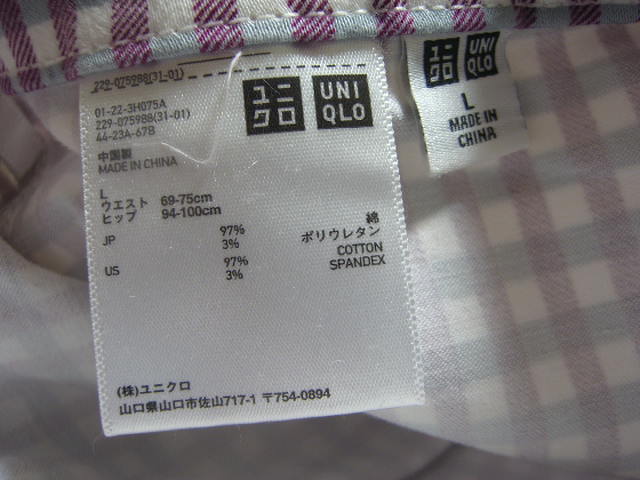 229-075988(31-01)
01-22-3H075A
229-075988(31-01)
44-23A-67B
ユニクロ
UNIQLO
中国製
MADE IN CHINA
L
ウエスト 69-75cm
ヒップ 94-100cm
JP 97% 綿
3% ポリウレタン
US 97% COTTON
3% SPANDEX
(株)ユニクロ
山口県山口市佐山717-1 〒754-0894
ユニクロ
UNIQLO
L
MADE IN
CHINA